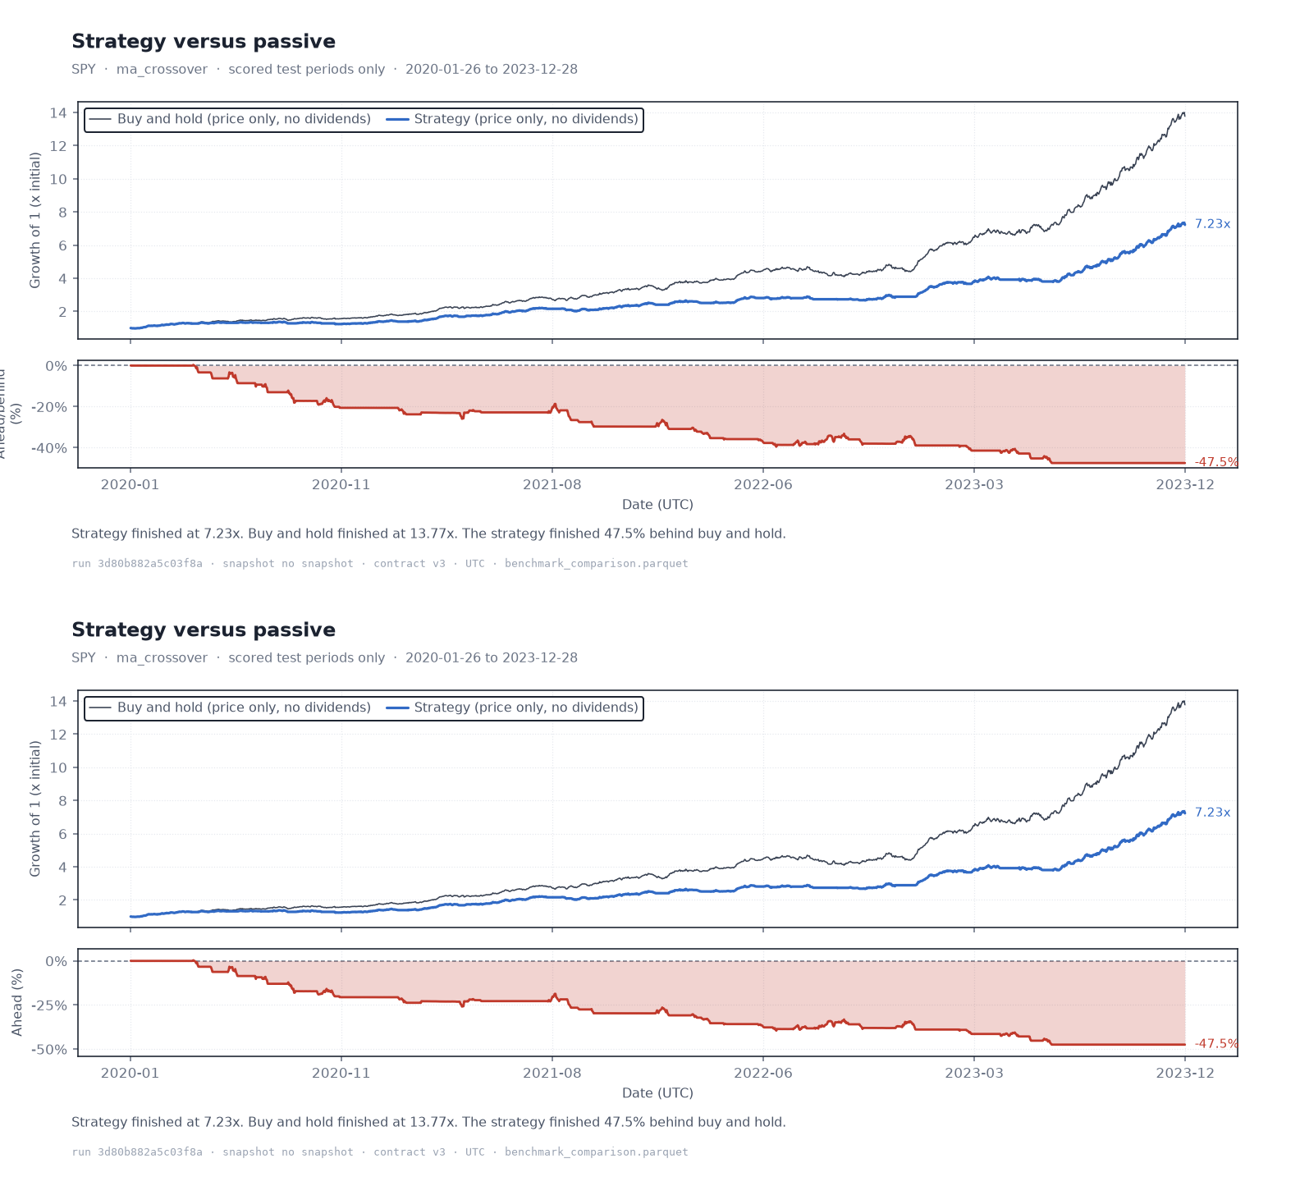 Strategy versus passive
SPY · ma_crossover · scored test periods only · 2020-01-26 to 2023-12-28
Buy and hold (price only, no dividends)
Strategy (price only, no dividends)
Growth of 1 (x initial)
14
12
10
8
6
4
2
7.23x
(%)
0%
-20%
-40%
-47.5%
2020-01
2020-11
2021-08
2022-06
2023-03
2023-12
Date (UTC)
Strategy finished at 7.23x. Buy and hold finished at 13.77x. The strategy finished 47.5% behind buy and hold.
run 3d80b882a5c03f8a · snapshot no snapshot · contract v3 · UTC · benchmark_comparison.parquet
Strategy versus passive
SPY · ma_crossover · scored test periods only · 2020-01-26 to 2023-12-28
Buy and hold (price only, no dividends)
Strategy (price only, no dividends)
Growth of 1 (x initial)
14
12
10
8
6
4
2
7.23x
Ahead (%)
0%
-25%
-50%
-47.5%
2020-01
2020-11
2021-08
2022-06
2023-03
2023-12
Date (UTC)
Strategy finished at 7.23x. Buy and hold finished at 13.77x. The strategy finished 47.5% behind buy and hold.
run 3d80b882a5c03f8a · snapshot no snapshot · contract v3 · UTC · benchmark_comparison.parquet